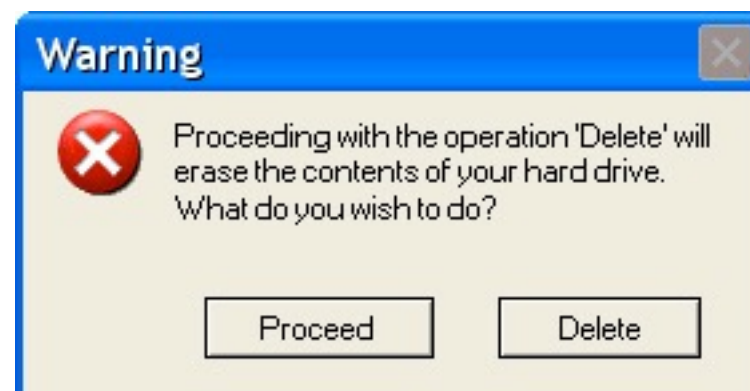 Warning
Proceeding with the operation 'Delete' will
erase the contents of your hard drive.
What do you wish to do?
Proceed
Delete